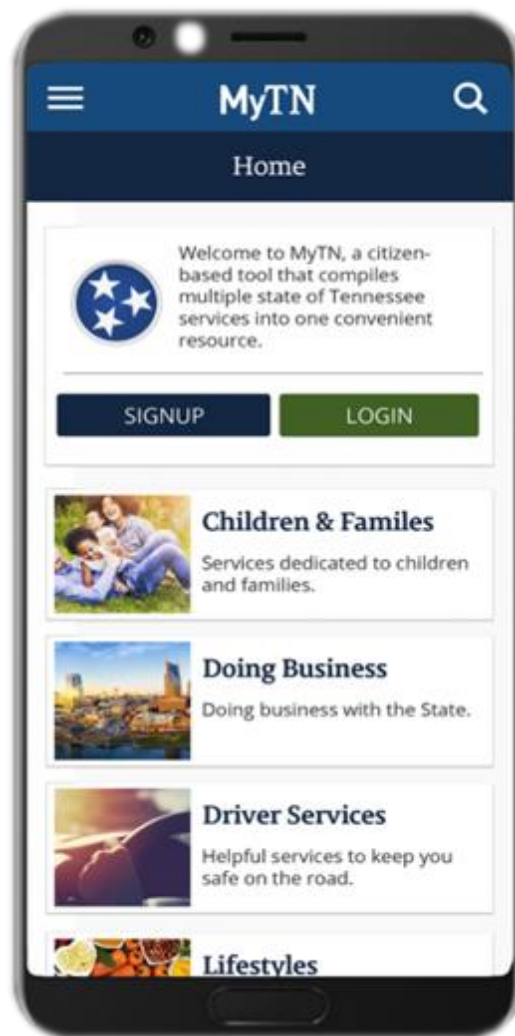 MyTN
Home
Welcome to MyTN, a citizen-
based tool that compiles
multiple state of Tennessee
services into one convenient
resource.
SIGNUP
LOGIN
Children & Familes
Services dedicated to children
and families.
Doing Business
Doing business with the State.
Driver Services
Helpful services to keep you
safe on the road.
Lifestyles